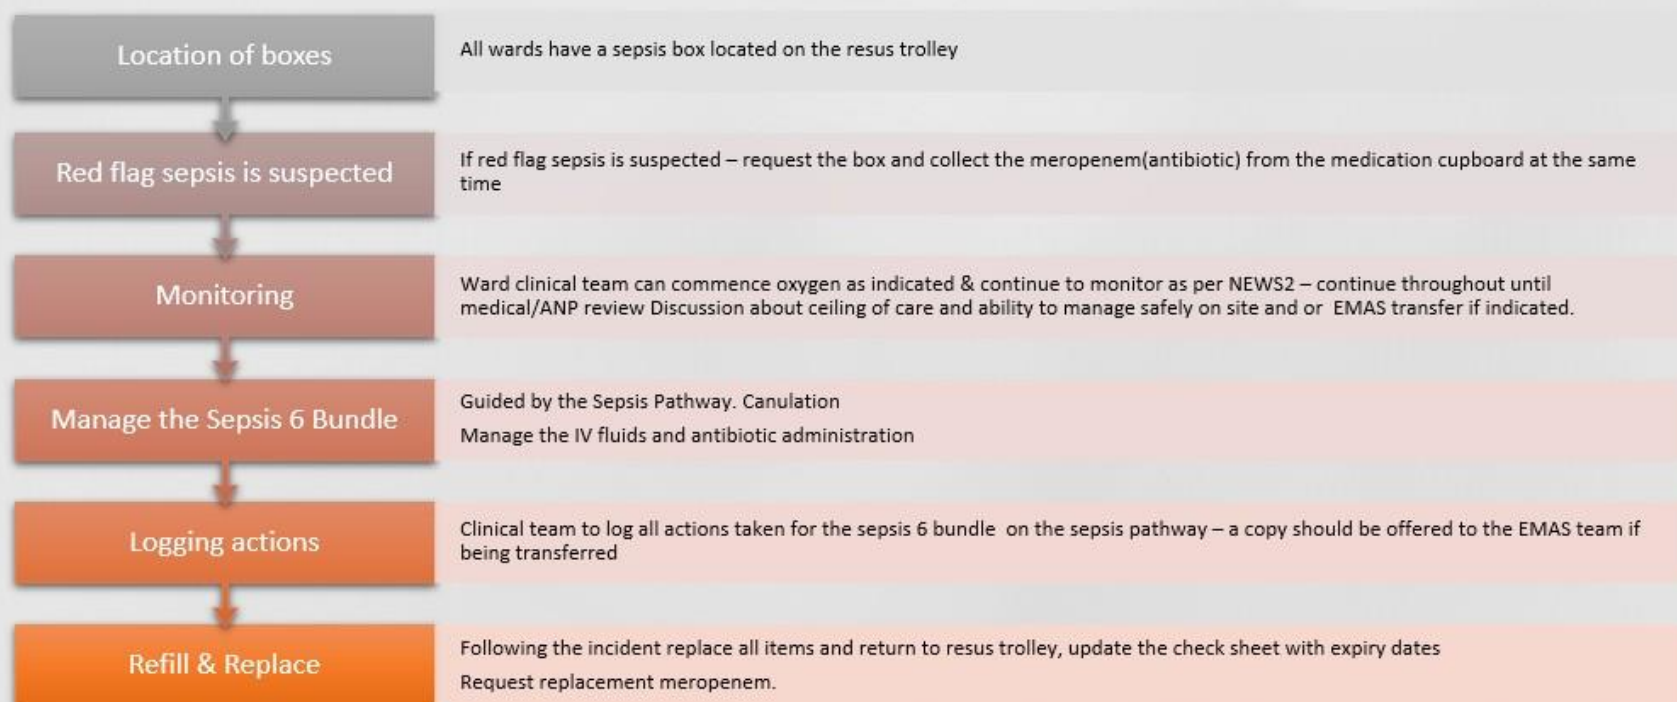 Location of boxes
All wards have a sepsis box located on the resus trolley
Red flag sepsis is suspected
If red flag sepsis is suspected – request the box and collect the meropenem(antibiotic) from the medication cupboard at the same
time
Monitoring
Ward clinical team can commence oxygen as indicated & continue to monitor as per NEWS2 – continue throughout until
medical/ANP review Discussion about ceiling of care and ability to manage safely on site and or  EMAS transfer if indicated.
Manage the Sepsis 6 Bundle
Guided by the Sepsis Pathway. Canulation
Manage the IV fluids and antibiotic administration
Logging actions
Clinical team to log all actions taken for the sepsis 6 bundle  on the sepsis pathway – a copy should be offered to the EMAS team if
being transferred
Refill & Replace
Following the incident replace all items and return to resus trolley, update the check sheet with expiry dates
Request replacement meropenem.